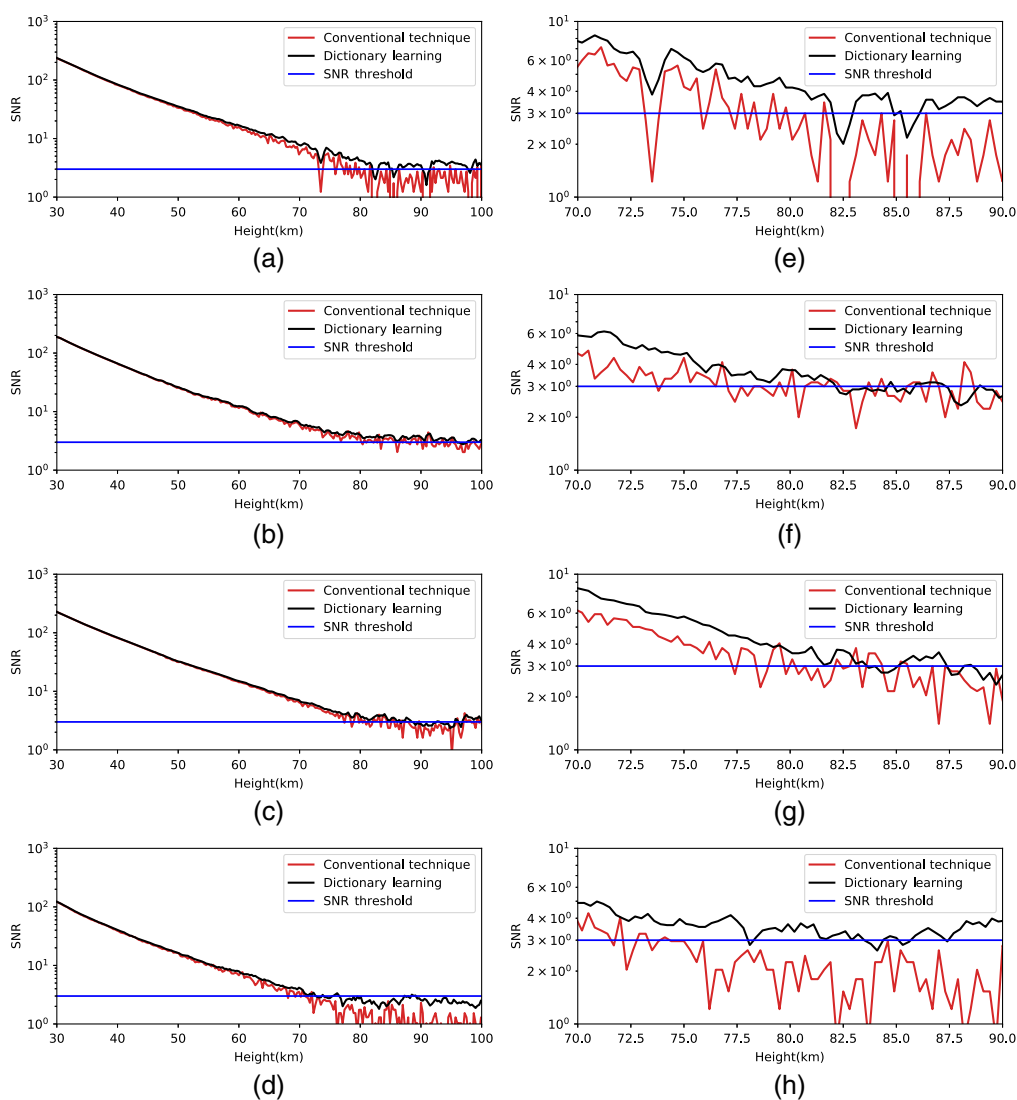 10³
10²
10¹
10⁰
SNR
Conventional technique
Dictionary learning
SNR threshold
30 40 50 60 70 80 90 100
Height(km)
(a)
10¹
6 × 10⁰
4 × 10⁰
3 × 10⁰
2 × 10⁰
10⁰
SNR
Conventional technique
Dictionary learning
SNR threshold
70.0 72.5 75.0 77.5 80.0 82.5 85.0 87.5 90.0
Height(km)
(e)
10³
10²
10¹
10⁰
SNR
Conventional technique
Dictionary learning
SNR threshold
30 40 50 60 70 80 90 100
Height(km)
(b)
10¹
6 × 10⁰
4 × 10⁰
3 × 10⁰
2 × 10⁰
10⁰
SNR
Conventional technique
Dictionary learning
SNR threshold
70.0 72.5 75.0 77.5 80.0 82.5 85.0 87.5 90.0
Height(km)
(f)
10³
10²
10¹
10⁰
SNR
Conventional technique
Dictionary learning
SNR threshold
30 40 50 60 70 80 90 100
Height(km)
(c)
10¹
6 × 10⁰
4 × 10⁰
3 × 10⁰
2 × 10⁰
10⁰
SNR
Conventional technique
Dictionary learning
SNR threshold
70.0 72.5 75.0 77.5 80.0 82.5 85.0 87.5 90.0
Height(km)
(g)
10³
10²
10¹
10⁰
SNR
Conventional technique
Dictionary learning
SNR threshold
30 40 50 60 70 80 90 100
Height(km)
(d)
10¹
6 × 10⁰
4 × 10⁰
3 × 10⁰
2 × 10⁰
10⁰
SNR
Conventional technique
Dictionary learning
SNR threshold
70.0 72.5 75.0 77.5 80.0 82.5 85.0 87.5 90.0
Height(km)
(h)